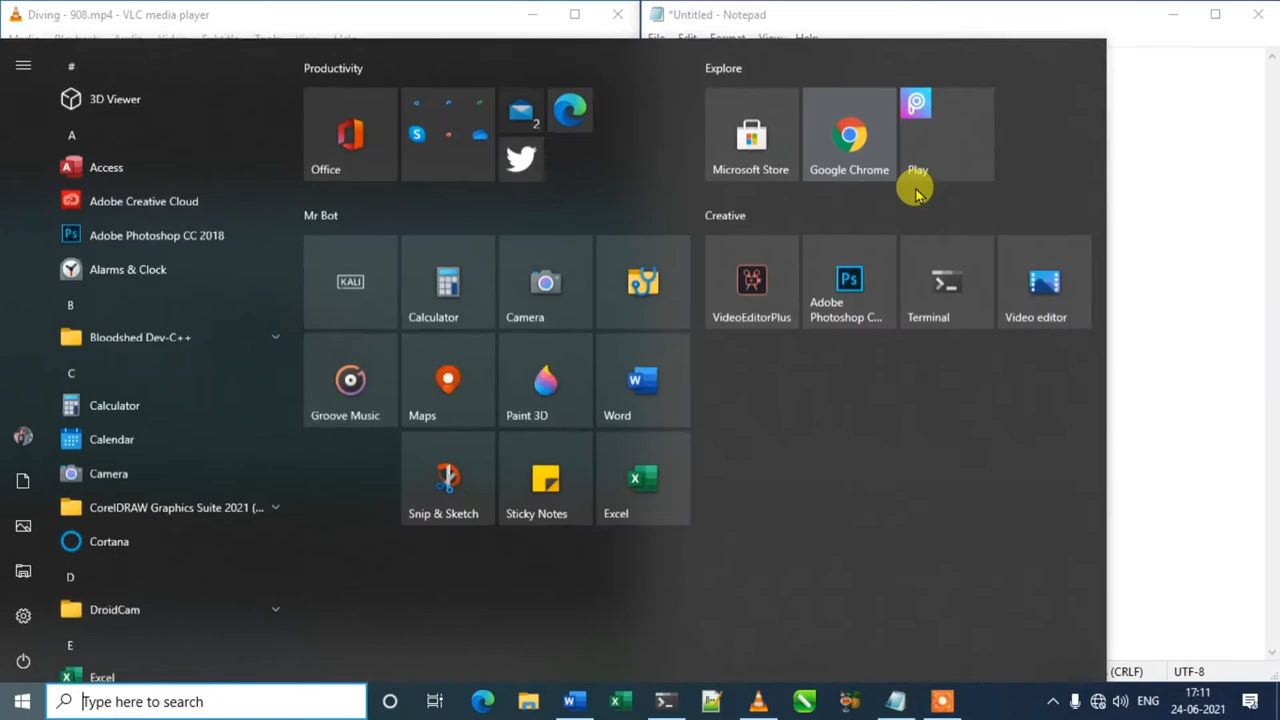 Diving - 908.mp4 - VLC media player
*Untitled - Notepad
#
3D Viewer
A
Access
Adobe Creative Cloud
Adobe Photoshop CC 2018
Alarms & Clock
B
Bloodshed Dev-C++
C
Calculator
Calendar
Camera
CorelDRAW Graphics Suite 2021 (...
Cortana
D
DroidCam
E
Excel
Productivity
Office
2
Mr Bot
KALI
Calculator
Camera
Groove Music
Maps
Paint 3D
Word
Snip & Sketch
Sticky Notes
Excel
Explore
Microsoft Store
Google Chrome
Play
Creative
VideoEditorPlus
Adobe
Photoshop C...
Terminal
Video editor
(CRLF)
UTF-8
Type here to search
ENG
17:11
24-06-2021